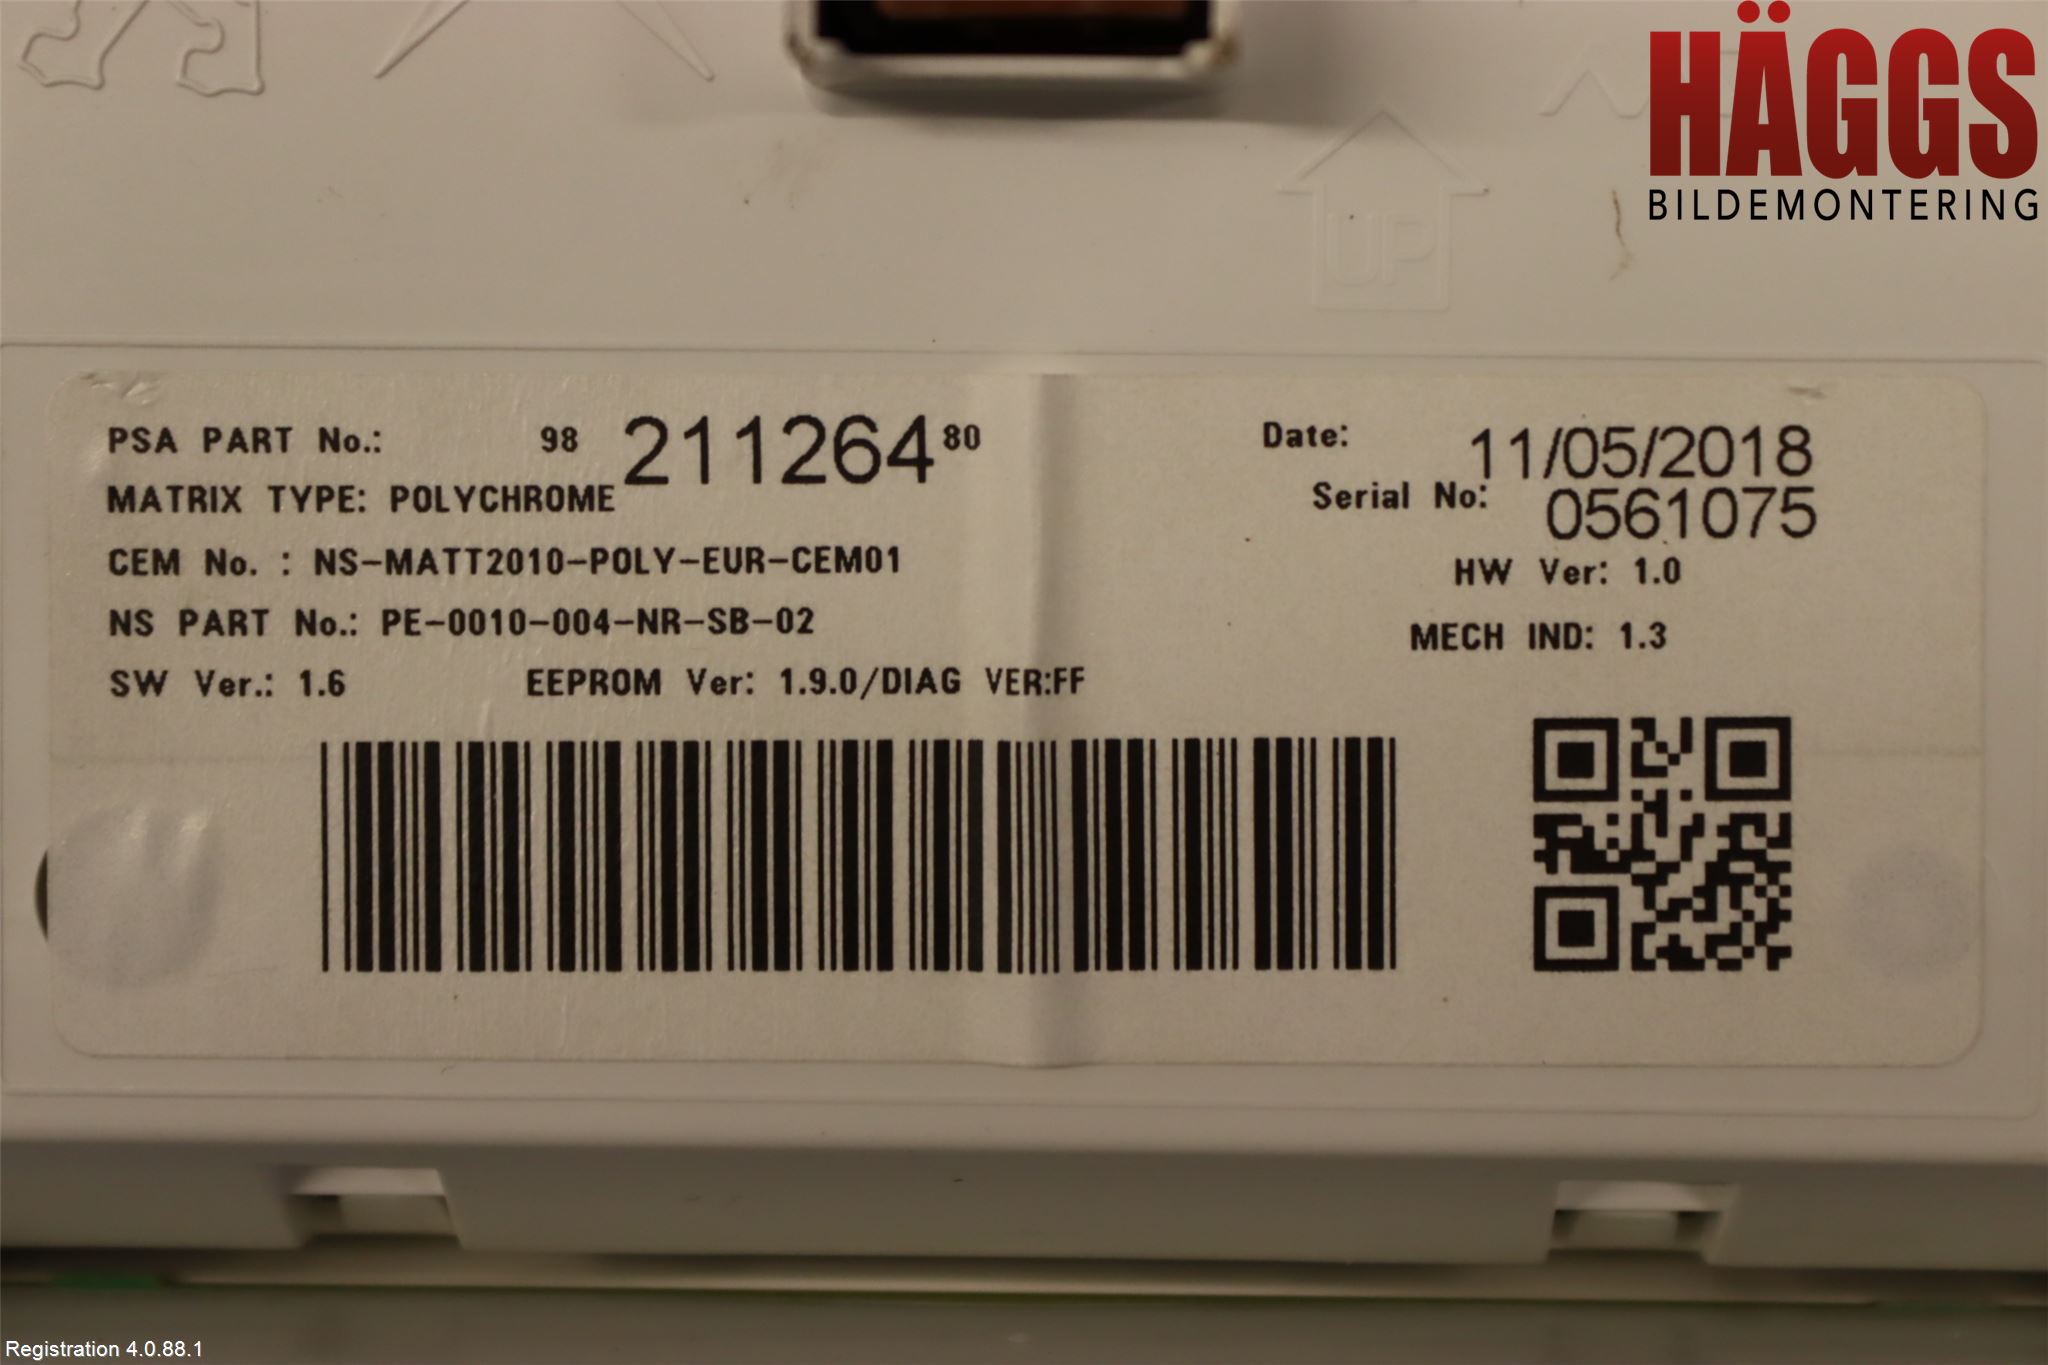 HÄGGS
BILDEMONTERING
UP
PSA PART No.: 98 211264 80
MATRIX TYPE: POLYCHROME
CEM No. : NS-MATT2010-POLY-EUR-CEM01
NS PART No.: PE-0010-004-NR-SB-02
SW Ver.: 1.6 EEPROM Ver: 1.9.0/DIAG VER:FF
Date: 11/05/2018
Serial No: 0561075
HW Ver: 1.0
MECH IND: 1.3
Registration 4.0.88.1